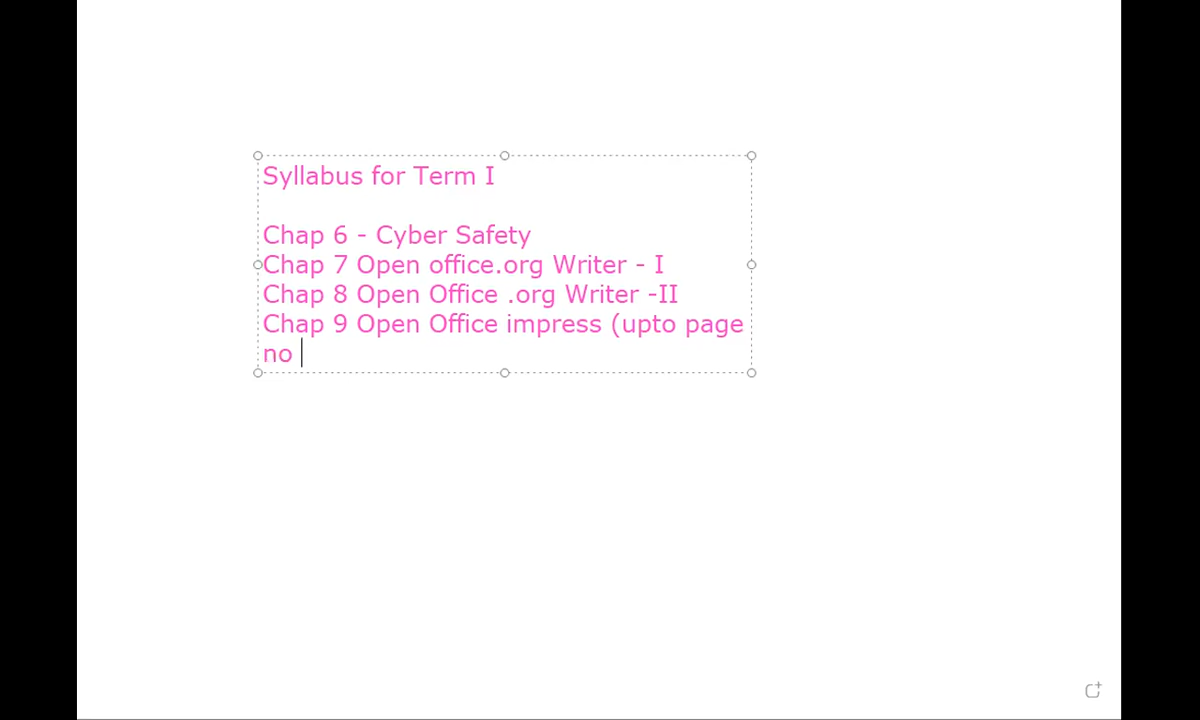 Syllabus for Term I
Chap 6 - Cyber Safety
Chap 7 Open office.org Writer - I
Chap 8 Open Office .org Writer -II
Chap 9 Open Office impress (upto page
no